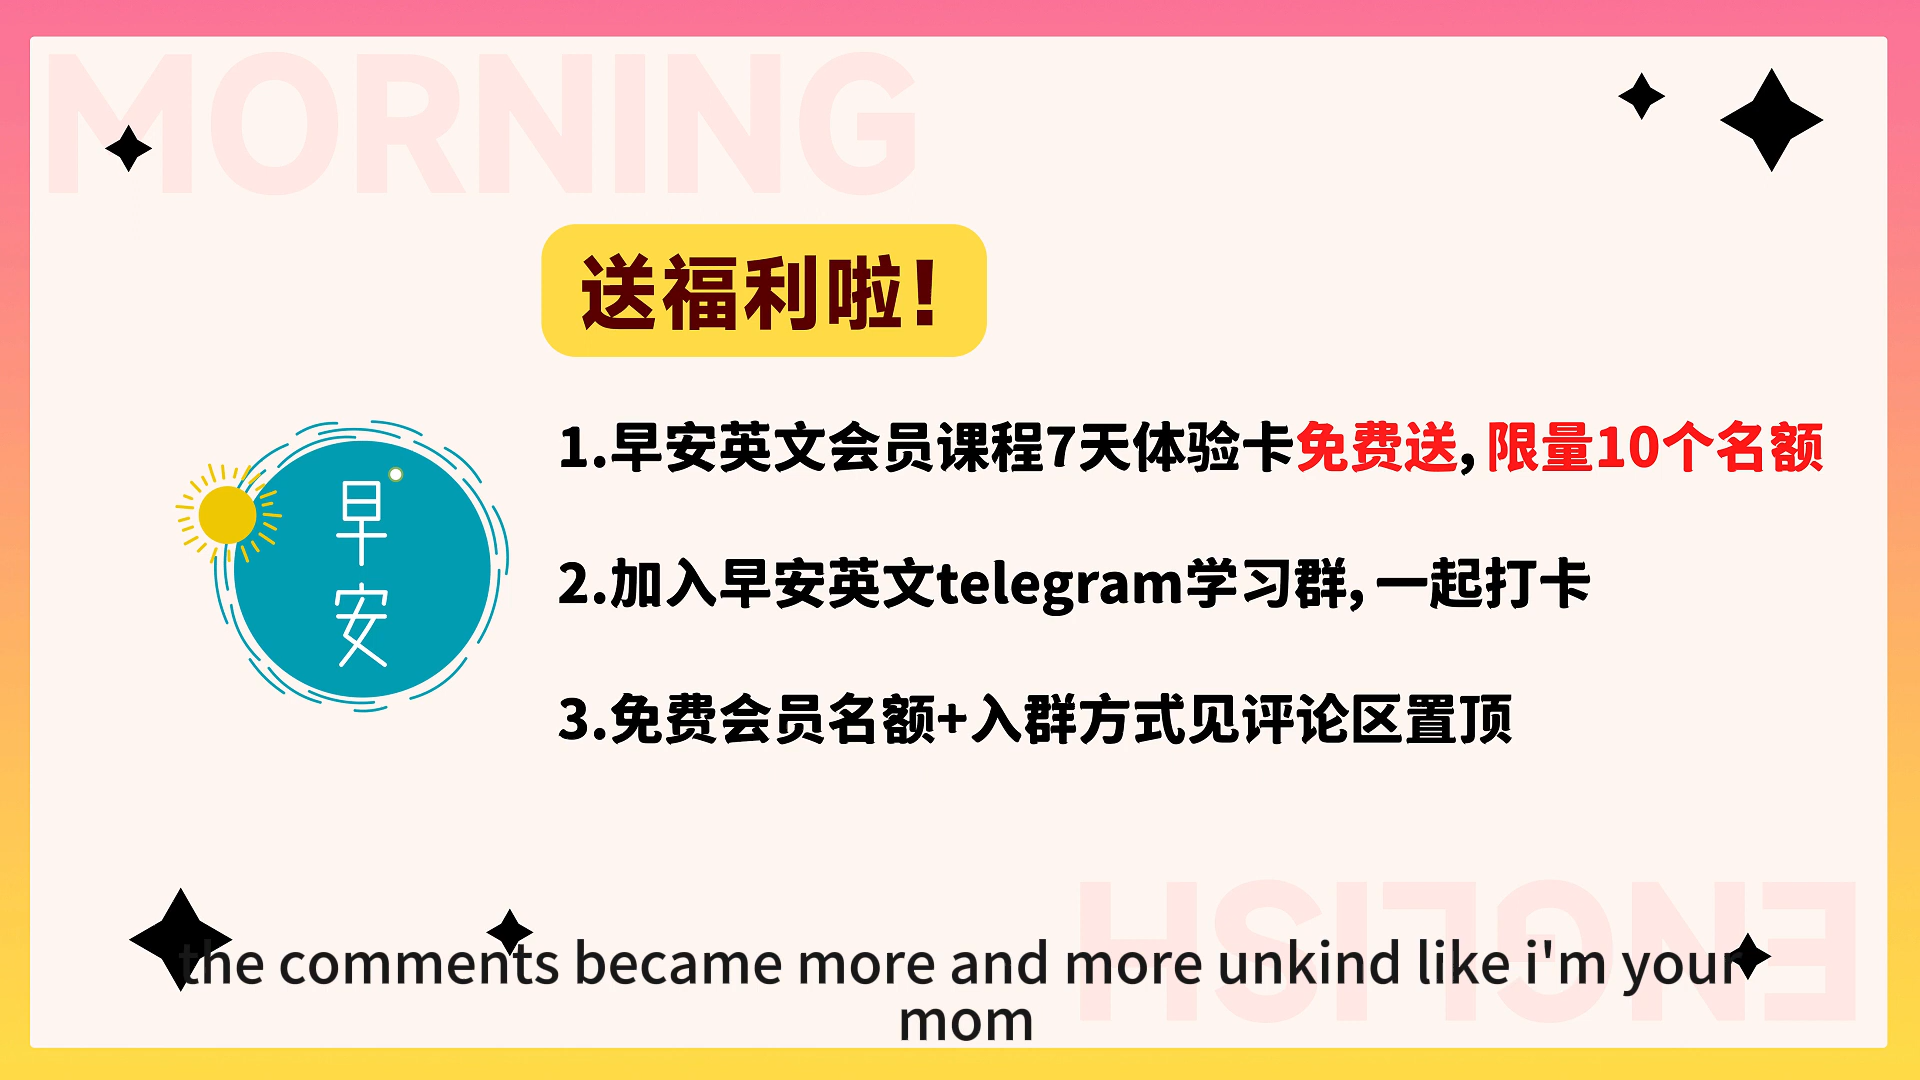 MORNING
送福利啦!
早安
1.早安英文会员课程7天体验卡免费送,限量10个名额
2.加入早安英文telegram学习群,一起打卡
3.免费会员名额+入群方式见评论区置顶
ENGLISH
the comments became more and more unkind like i'm your
mom